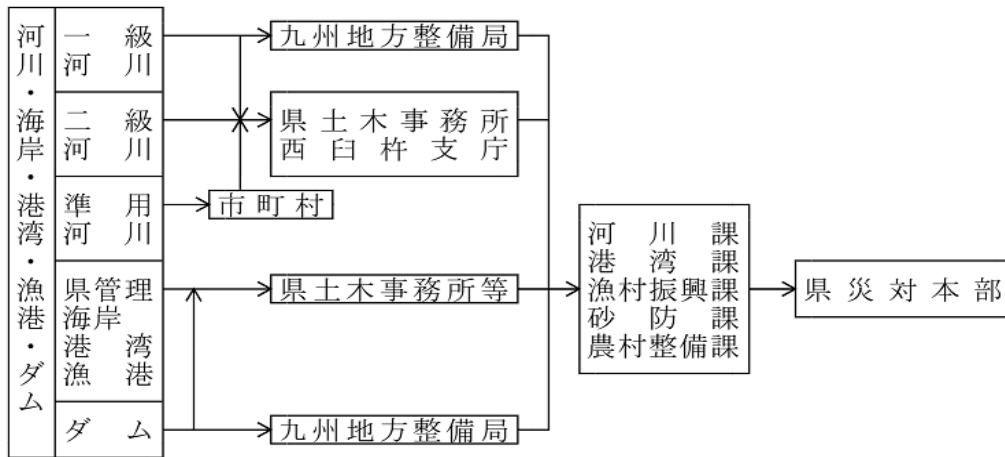 河川・海岸・港湾・漁港・ダム
一級
河川
二級
河川
準用
河川
県管理
海岸
港湾
漁港
ダム
九州地方整備局
県土木事務所
西臼杵支庁
市町村
県土木事務所等
九州地方整備局
河川課
港湾課
漁村振興課
砂防課
農村整備課
県災対本部